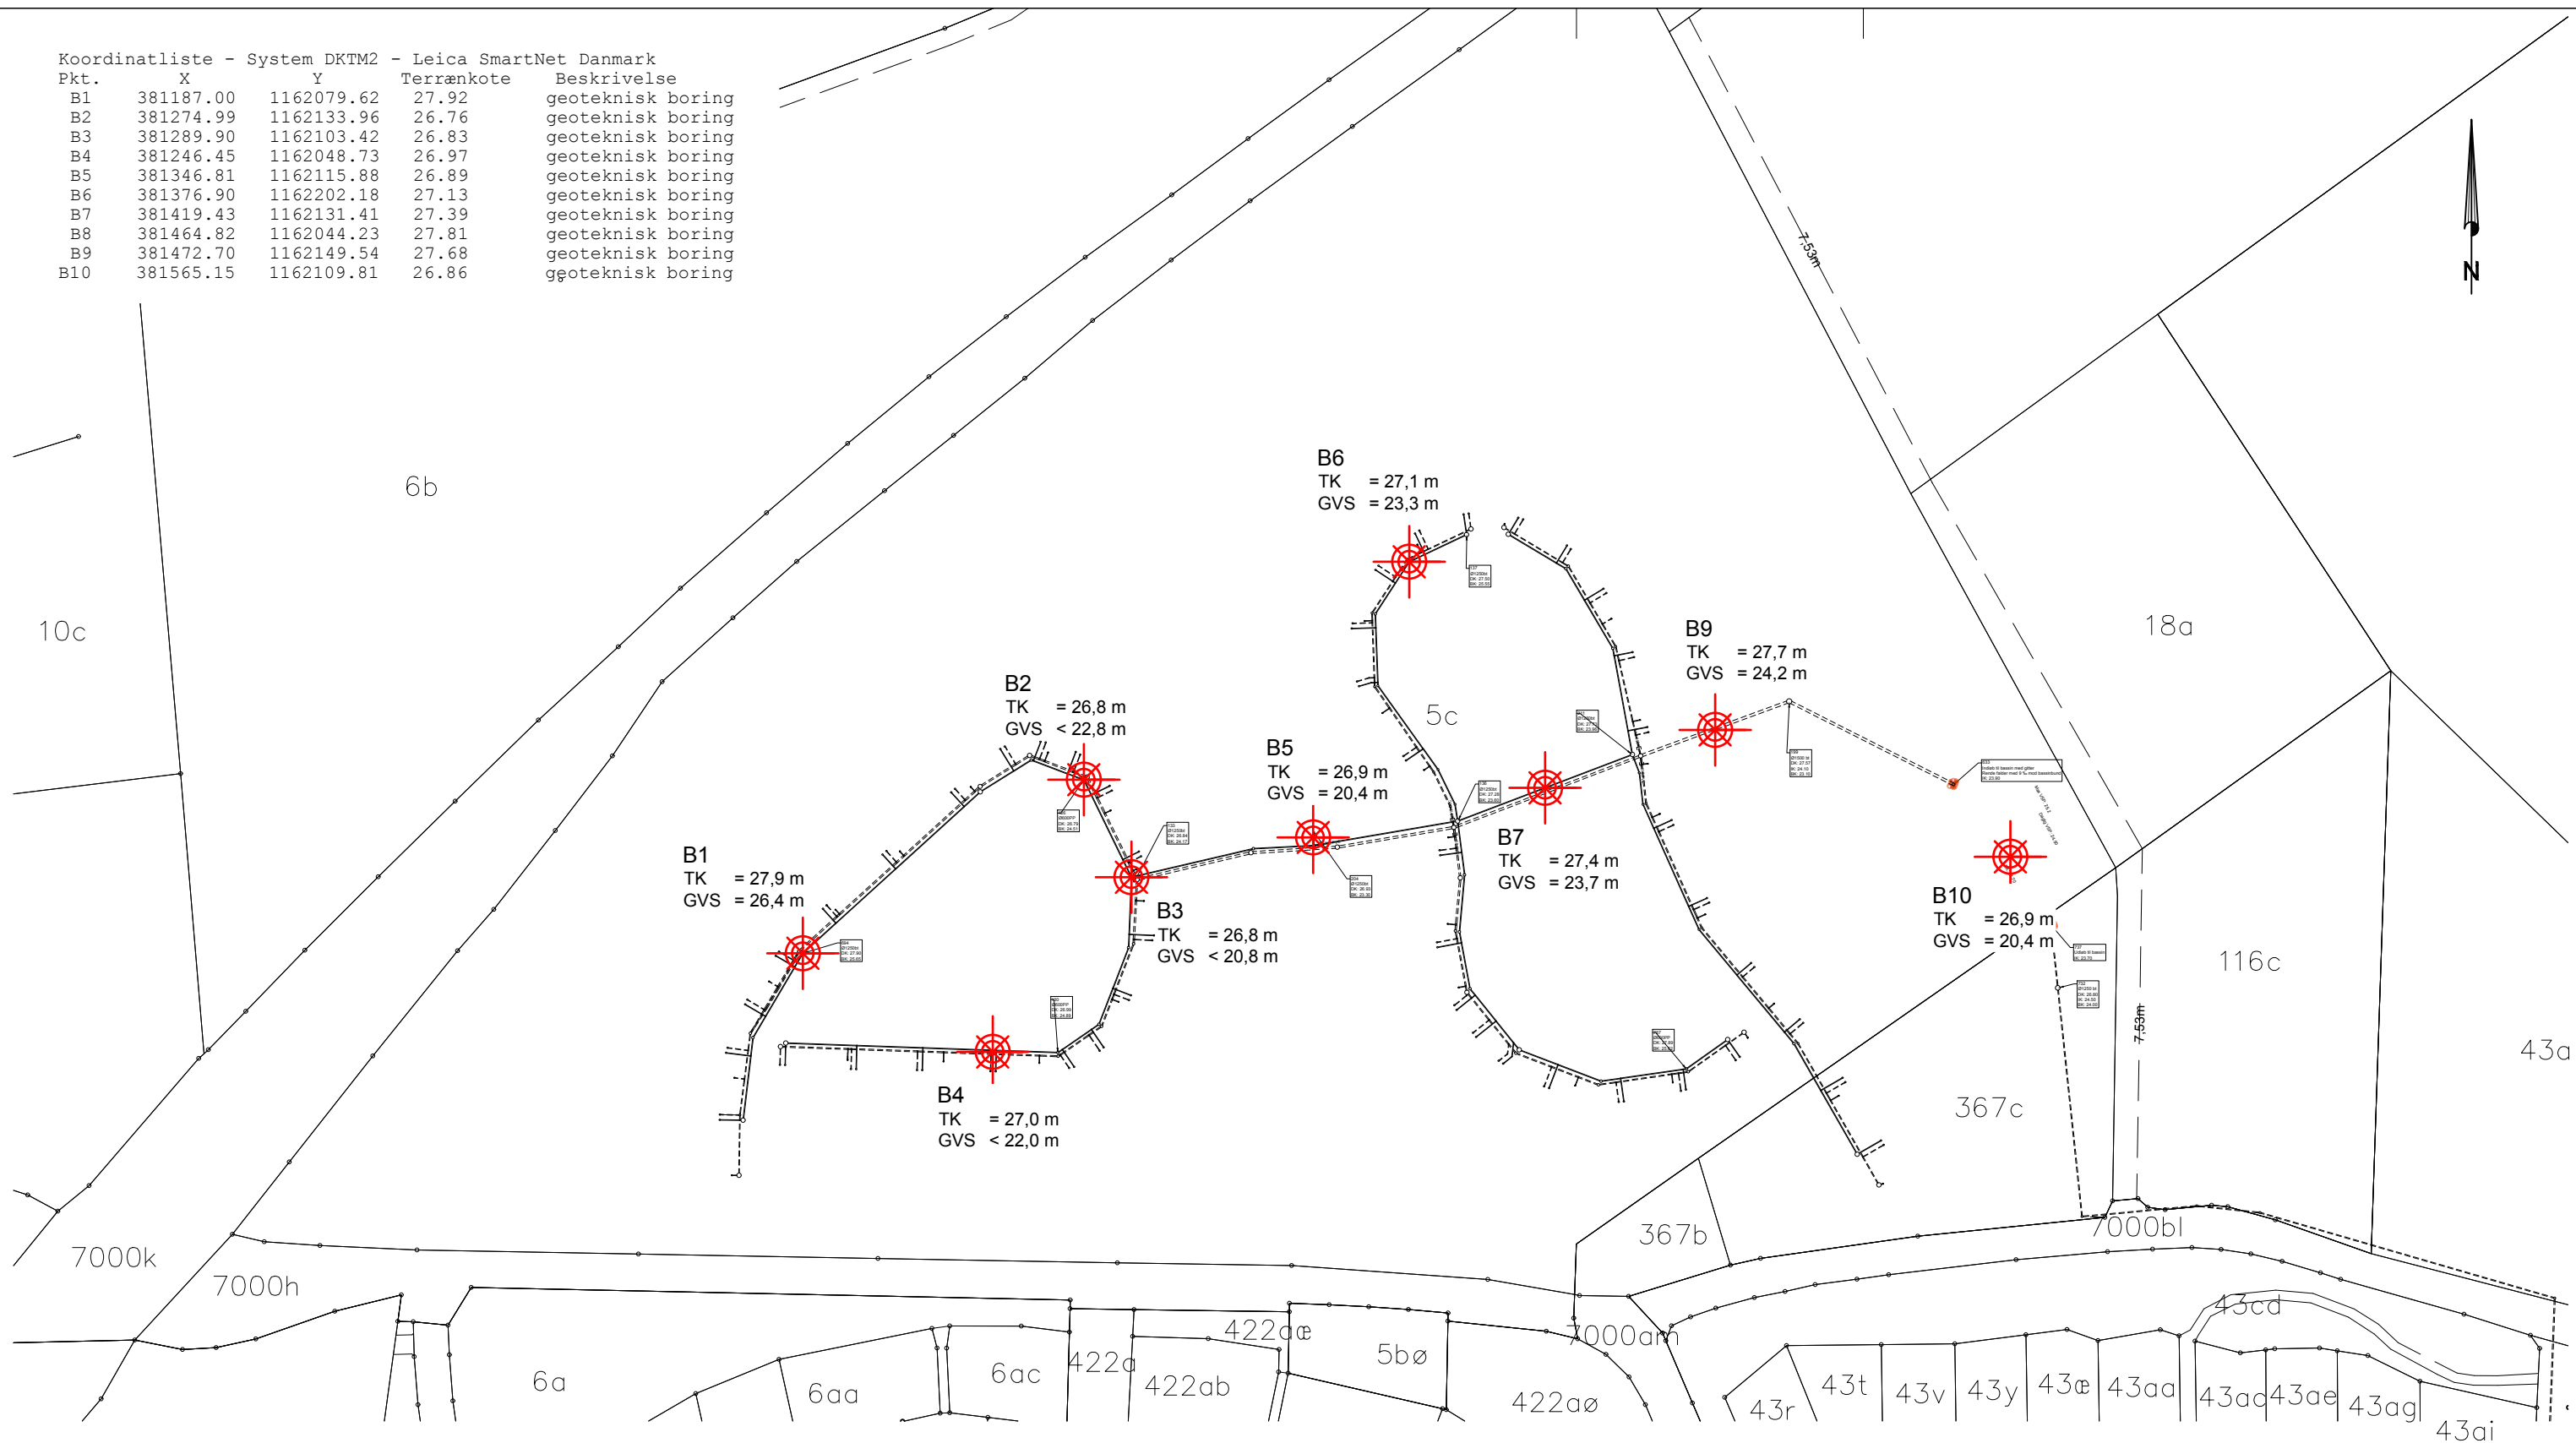 Koordinatliste - System DKTM2 - Leica SmartNet Danmark
Pkt. X Y Terrænkote Beskrivelse
B1 381187.00 1162079.62 27.92 geoteknisk boring
B2 381274.99 1162133.96 26.76 geoteknisk boring
B3 381289.90 1162103.42 26.83 geoteknisk boring
B4 381246.45 1162048.73 26.97 geoteknisk boring
B5 381346.81 1162115.88 26.89 geoteknisk boring
B6 381376.90 1162202.18 27.13 geoteknisk boring
B7 381419.43 1162131.41 27.39 geoteknisk boring
B8 381464.82 1162044.23 27.81 geoteknisk boring
B9 381472.70 1162149.54 27.68 geoteknisk boring
B10 381565.15 1162109.81 26.86 geoteknisk boring
7,53m
N
6b
B6
TK = 27,1 m
GVS = 23,3 m
10c
18a
B9
TK = 27,7 m
GVS = 24,2 m
B2
TK = 26,8 m
GVS < 22,8 m
5c
B5
TK = 26,9 m
GVS = 20,4 m
B7
TK = 27,4 m
GVS = 23,7 m
B1
TK = 27,9 m
GVS = 26,4 m
B3
TK = 26,8 m
GVS < 20,8 m
B10
TK = 26,9 m
GVS = 20,4 m
116c
7,53m
43a
B4
TK = 27,0 m
GVS < 22,0 m
367c
367b
7000bl
7000k
7000h
43cd
422aæ
7000am
5bø
6a
6aa
6ac
422a
422ab
422aø
43r
43t
43v
43y
43æ
43aa
43ac
43ae
43ag
43ai